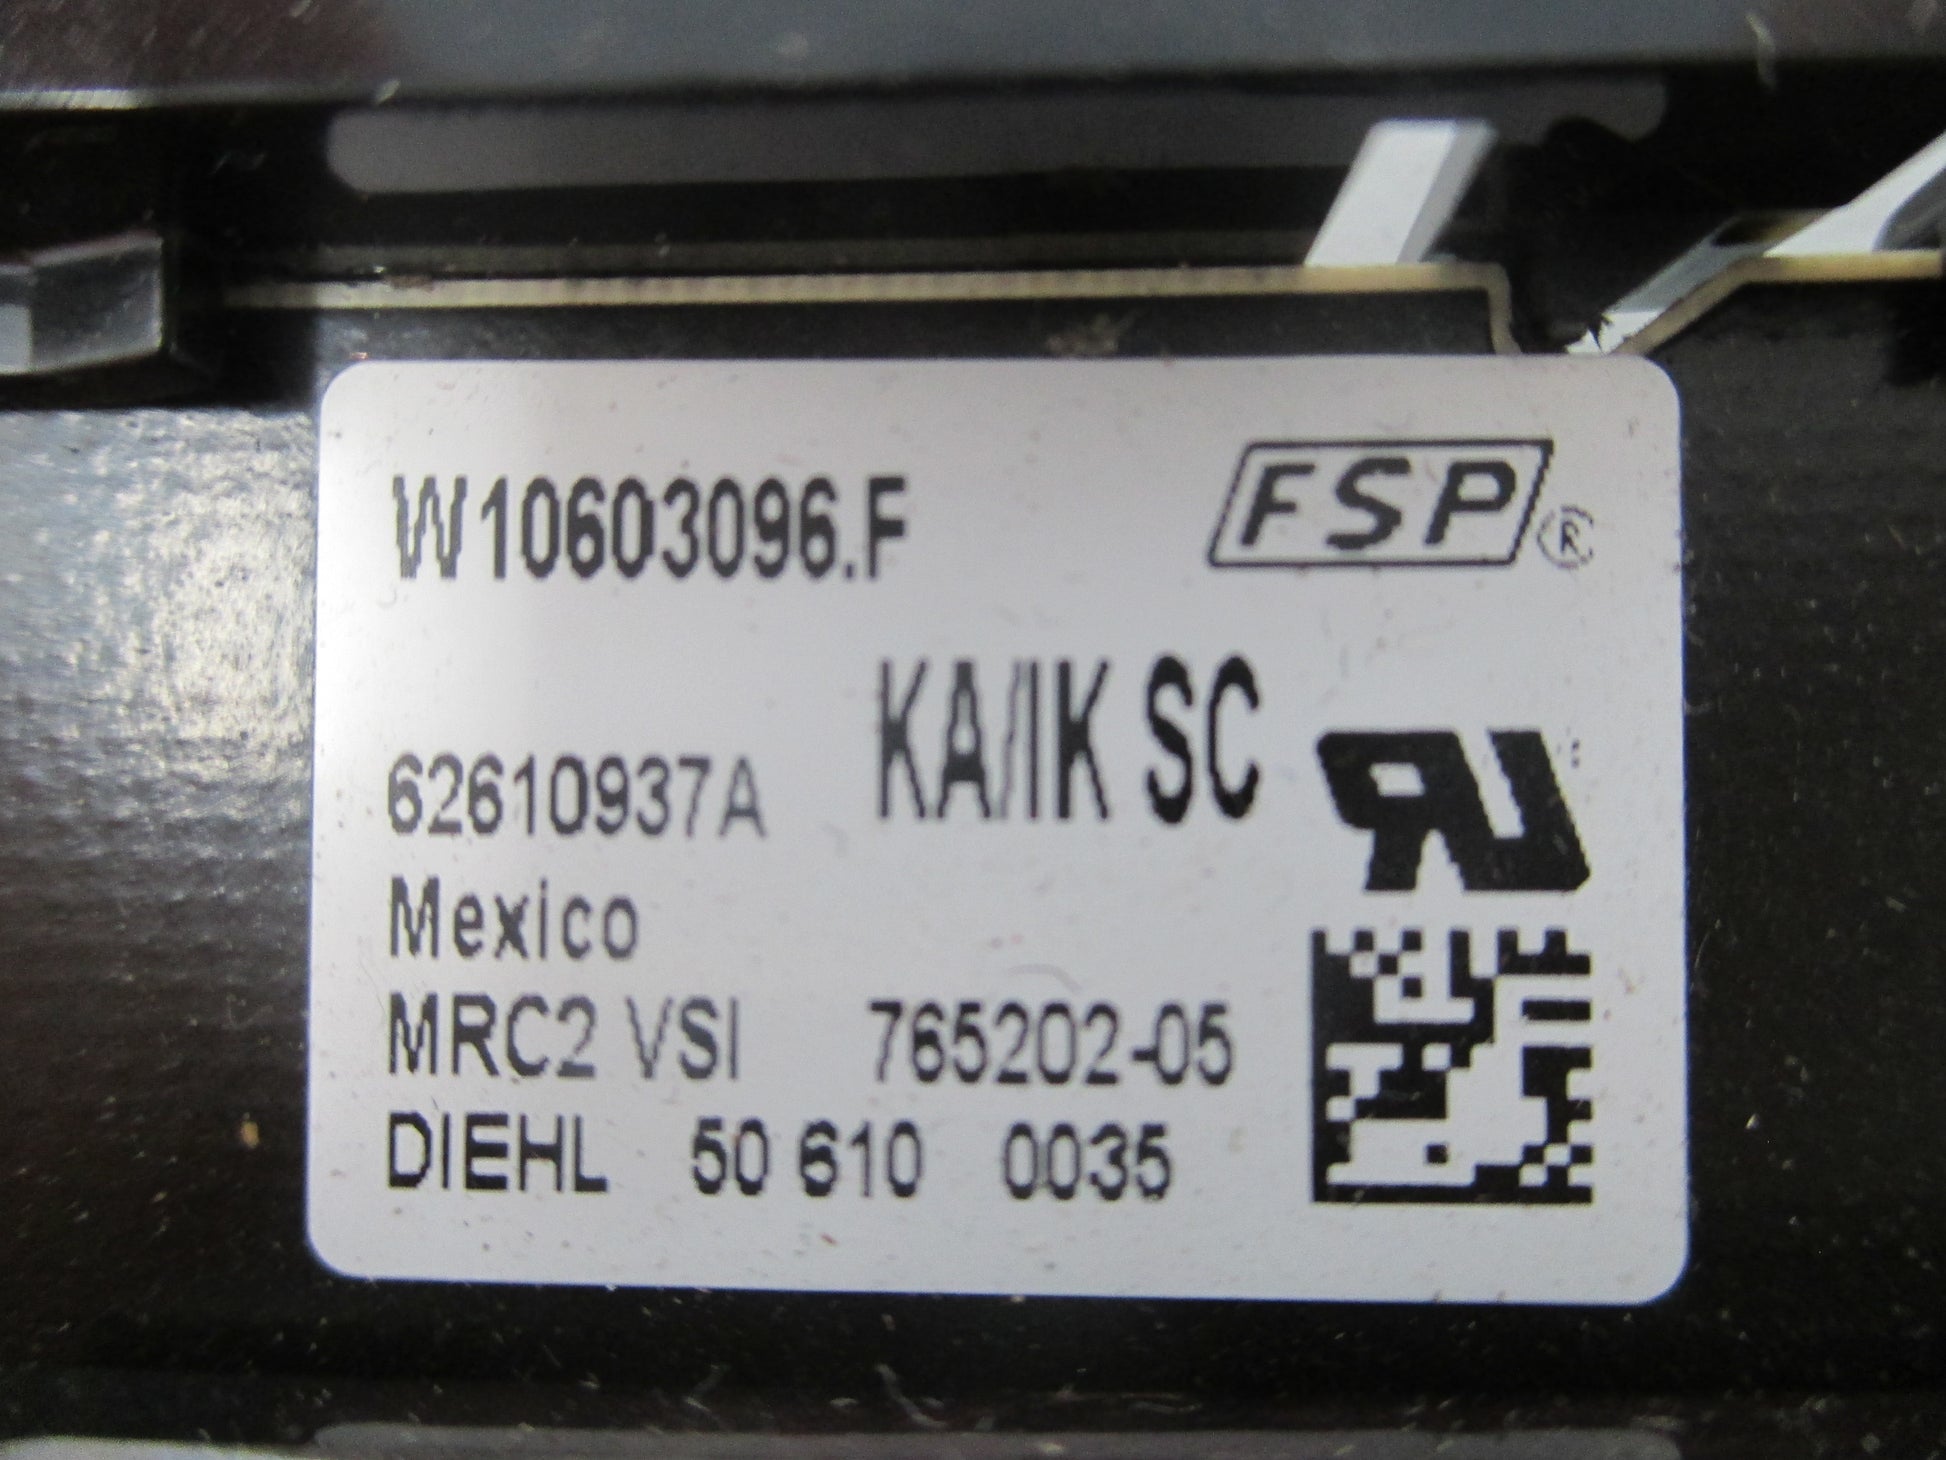 W10603096.F FSP®
KA/IK SC
62610937A
Mexico
MRC2 VSI 765202-05
DIEHL 50 610 0035